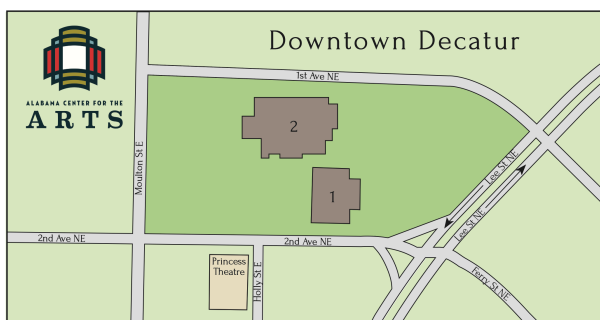 Downtown Decatur
ALABAMA CENTER FOR THE
ARTS
1st Ave NE
2
Moulton St E
1
Lee St NE
Lee St NE
2nd Ave NE
2nd Ave NE
Princess
Theatre
Holly St E
Ferry St NE